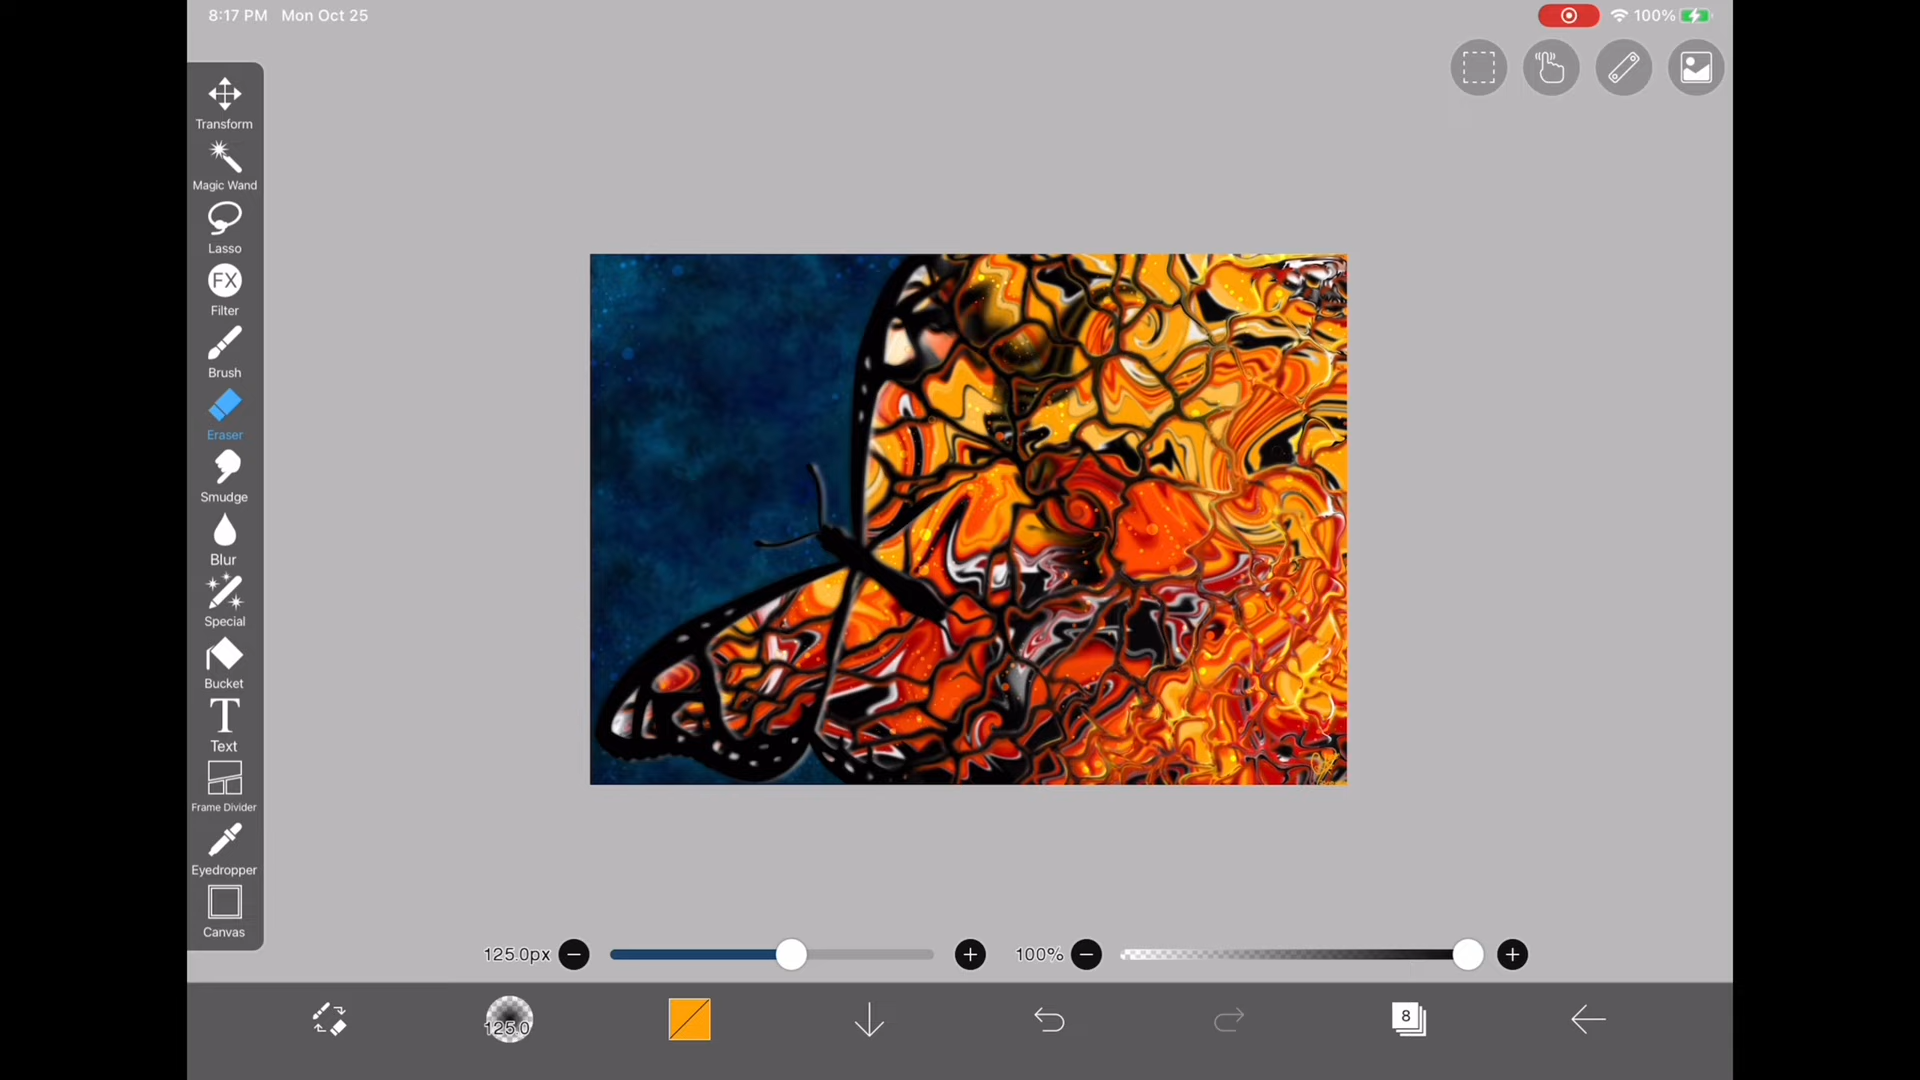 8:17 PM Mon Oct 25
100%
Transform
Magic Wand
Lasso
FX
Filter
Brush
Eraser
Smudge
Blur
Special
Bucket
T
Text
Frame Divider
Eyedropper
Canvas
125.0px
100%
125.0
8